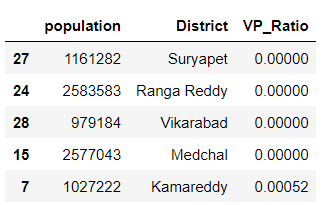 population District VP_Ratio
27 1161282 Suryapet 0.00000
24 2583583 Ranga Reddy 0.00000
28 979184 Vikarabad 0.00000
15 2577043 Medchal 0.00000
7 1027222 Kamareddy 0.00052